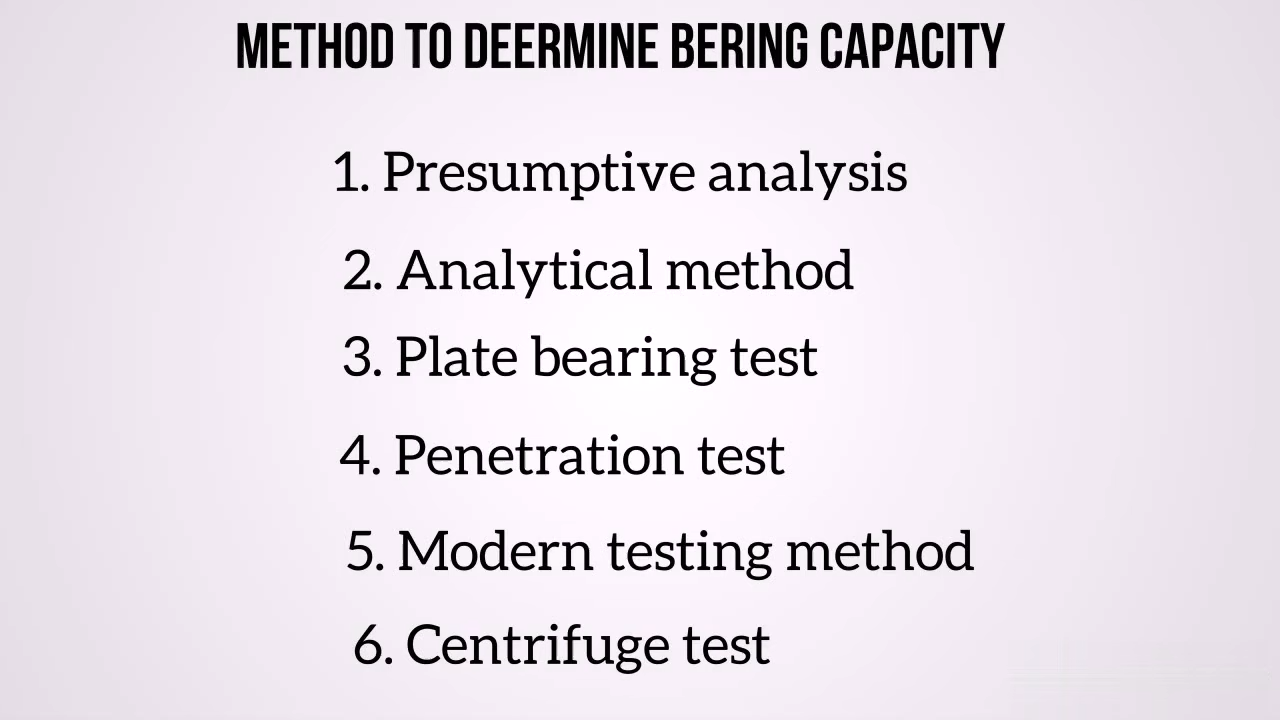 METHOD TO DEERMINE BERING CAPACITY
1. Presumptive analysis
2. Analytical method
3. Plate bearing test
4. Penetration test
5. Modern testing method
6. Centrifuge test